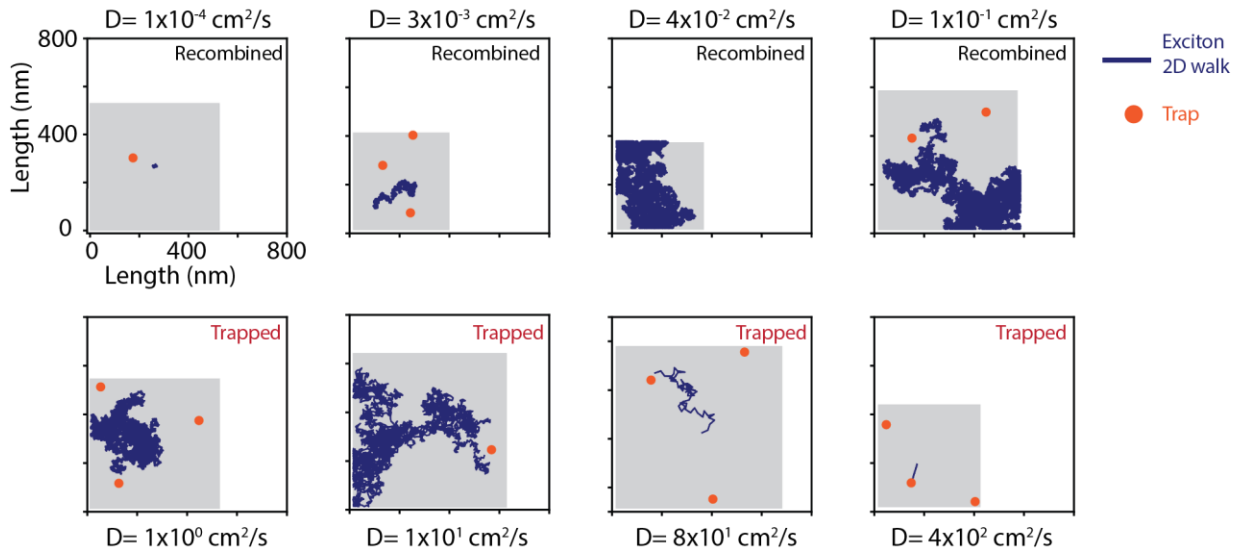 D= 1x10⁻⁴ cm²/s
D= 3x10⁻³ cm²/s
D= 4x10⁻² cm²/s
D= 1x10⁻¹ cm²/s
Recombined
Recombined
Recombined
Recombined
Exciton
2D walk
Trap
Length (nm)
800
400
0
0
400
800
Length (nm)
Trapped
Trapped
Trapped
Trapped
D= 1x10⁰ cm²/s
D= 1x10¹ cm²/s
D= 8x10¹ cm²/s
D= 4x10² cm²/s